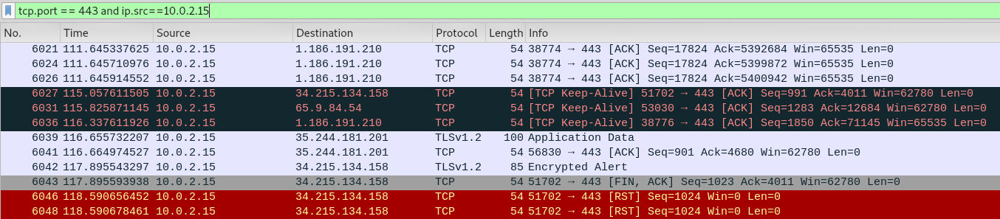 tcp.port == 443 and ip.src==10.0.2.15
No. Time Source Destination Protocol Length Info
6021 111.645337625 10.0.2.15 1.186.191.210 TCP 54 38774 → 443 [ACK] Seq=17824 Ack=5392684 Win=65535 Len=0
6024 111.645710976 10.0.2.15 1.186.191.210 TCP 54 38774 → 443 [ACK] Seq=17824 Ack=5399872 Win=65535 Len=0
6026 111.645914552 10.0.2.15 1.186.191.210 TCP 54 38774 → 443 [ACK] Seq=17824 Ack=5400942 Win=65535 Len=0
6027 115.057611505 10.0.2.15 34.215.134.158 TCP 54 [TCP Keep-Alive] 51702 → 443 [ACK] Seq=991 Ack=4011 Win=62780 Len=0
6031 115.825871145 10.0.2.15 65.9.84.54 TCP 54 [TCP Keep-Alive] 53030 → 443 [ACK] Seq=1283 Ack=12684 Win=62780 Len=0
6036 116.337611926 10.0.2.15 1.186.191.210 TCP 54 [TCP Keep-Alive] 38776 → 443 [ACK] Seq=1850 Ack=71145 Win=65535 Len=0
6039 116.655732207 10.0.2.15 35.244.181.201 TLSv1.2 100 Application Data
6041 116.664974527 10.0.2.15 35.244.181.201 TCP 54 56830 → 443 [ACK] Seq=901 Ack=4680 Win=62780 Len=0
6042 117.895543297 10.0.2.15 34.215.134.158 TLSv1.2 85 Encrypted Alert
6043 117.895593938 10.0.2.15 34.215.134.158 TCP 54 51702 → 443 [FIN, ACK] Seq=1023 Ack=4011 Win=62780 Len=0
6046 118.590656452 10.0.2.15 34.215.134.158 TCP 54 51702 → 443 [RST] Seq=1024 Win=0 Len=0
6048 118.590678461 10.0.2.15 34.215.134.158 TCP 54 51702 → 443 [RST] Seq=1024 Win=0 Len=0